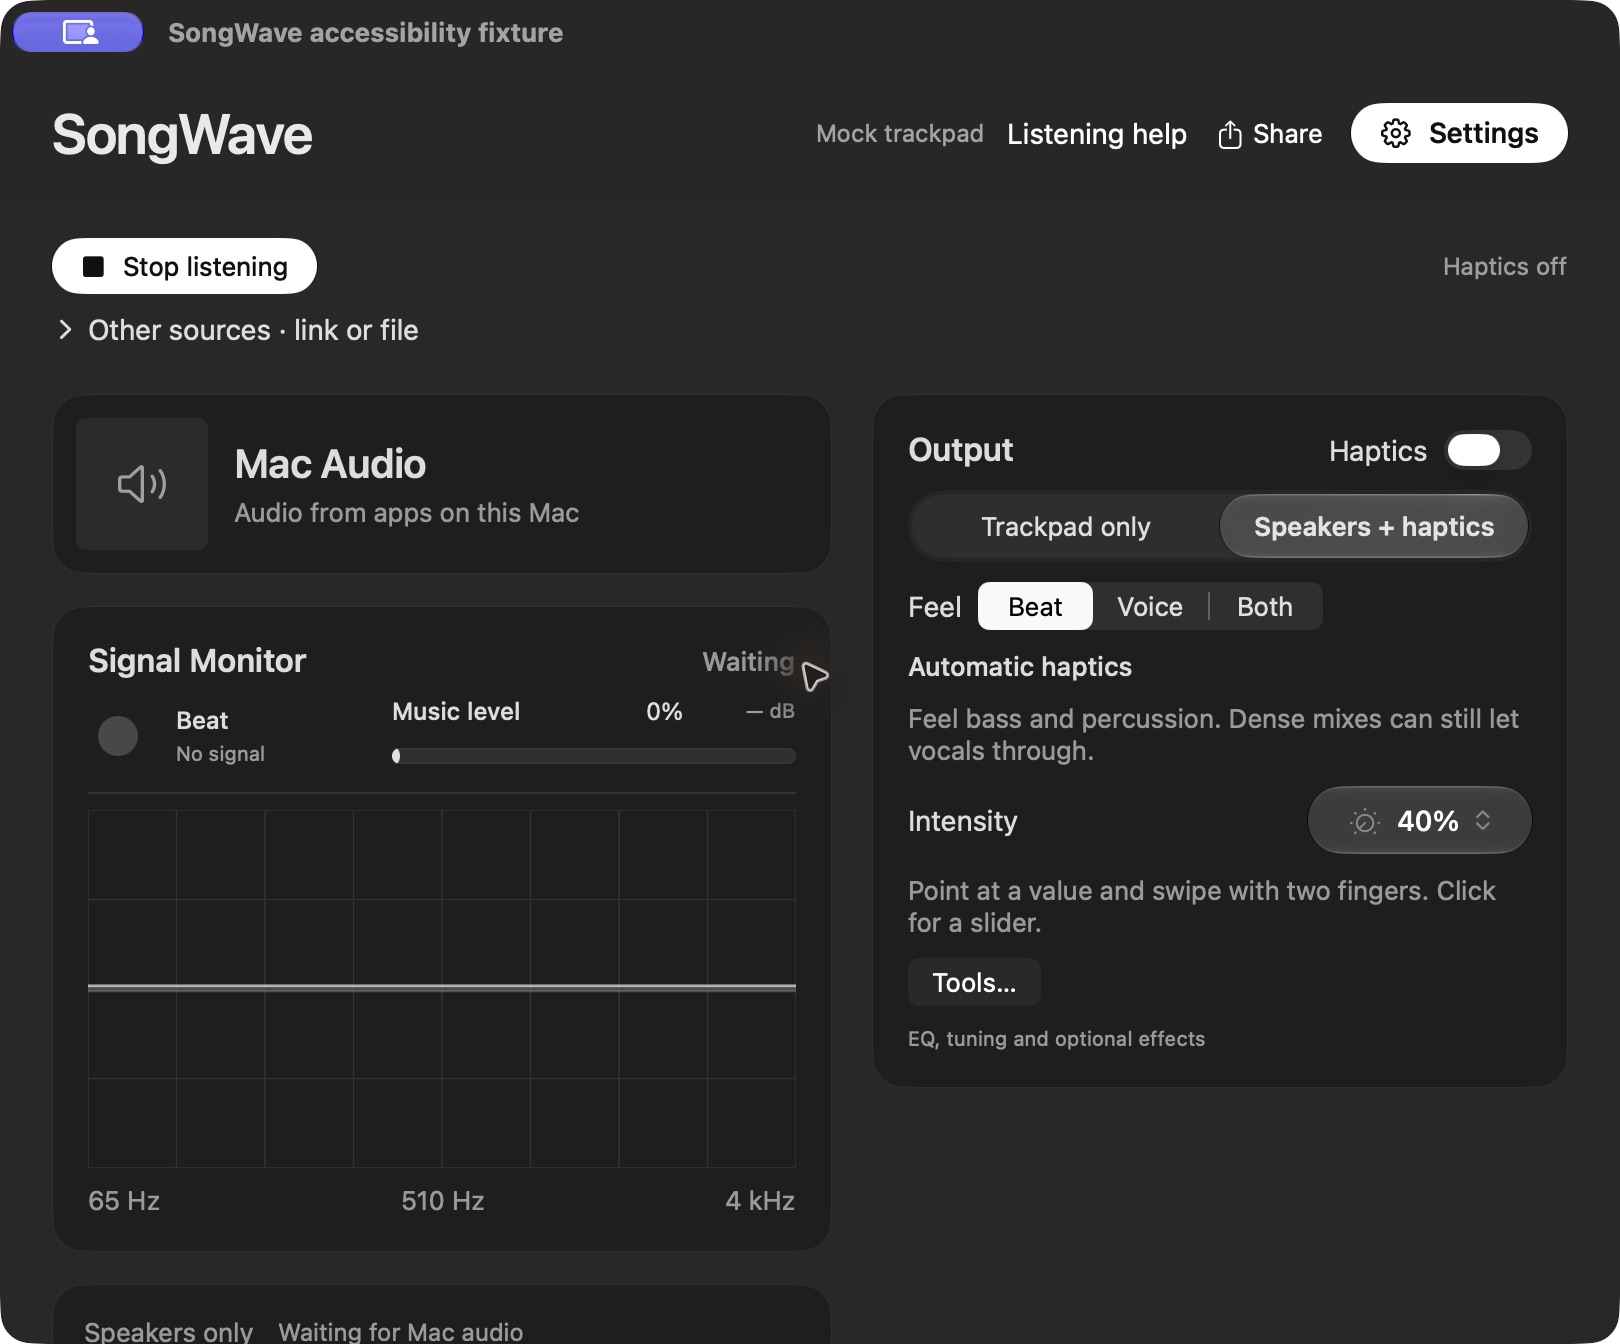 SongWave accessibility fixture
SongWave
Mock trackpad
Listening help
Share
Settings
Stop listening
Haptics off
Other sources · link or file
Mac Audio
Audio from apps on this Mac
Signal Monitor
Waiting
Beat
No signal
Music level
0%
— dB
65 Hz
510 Hz
4 kHz
Speakers only
Waiting for Mac audio
Output
Haptics
Trackpad only
Speakers + haptics
Feel
Beat
Voice
Both
Automatic haptics
Feel bass and percussion. Dense mixes can still let
vocals through.
Intensity
40%
Point at a value and swipe with two fingers. Click
for a slider.
Tools...
EQ, tuning and optional effects